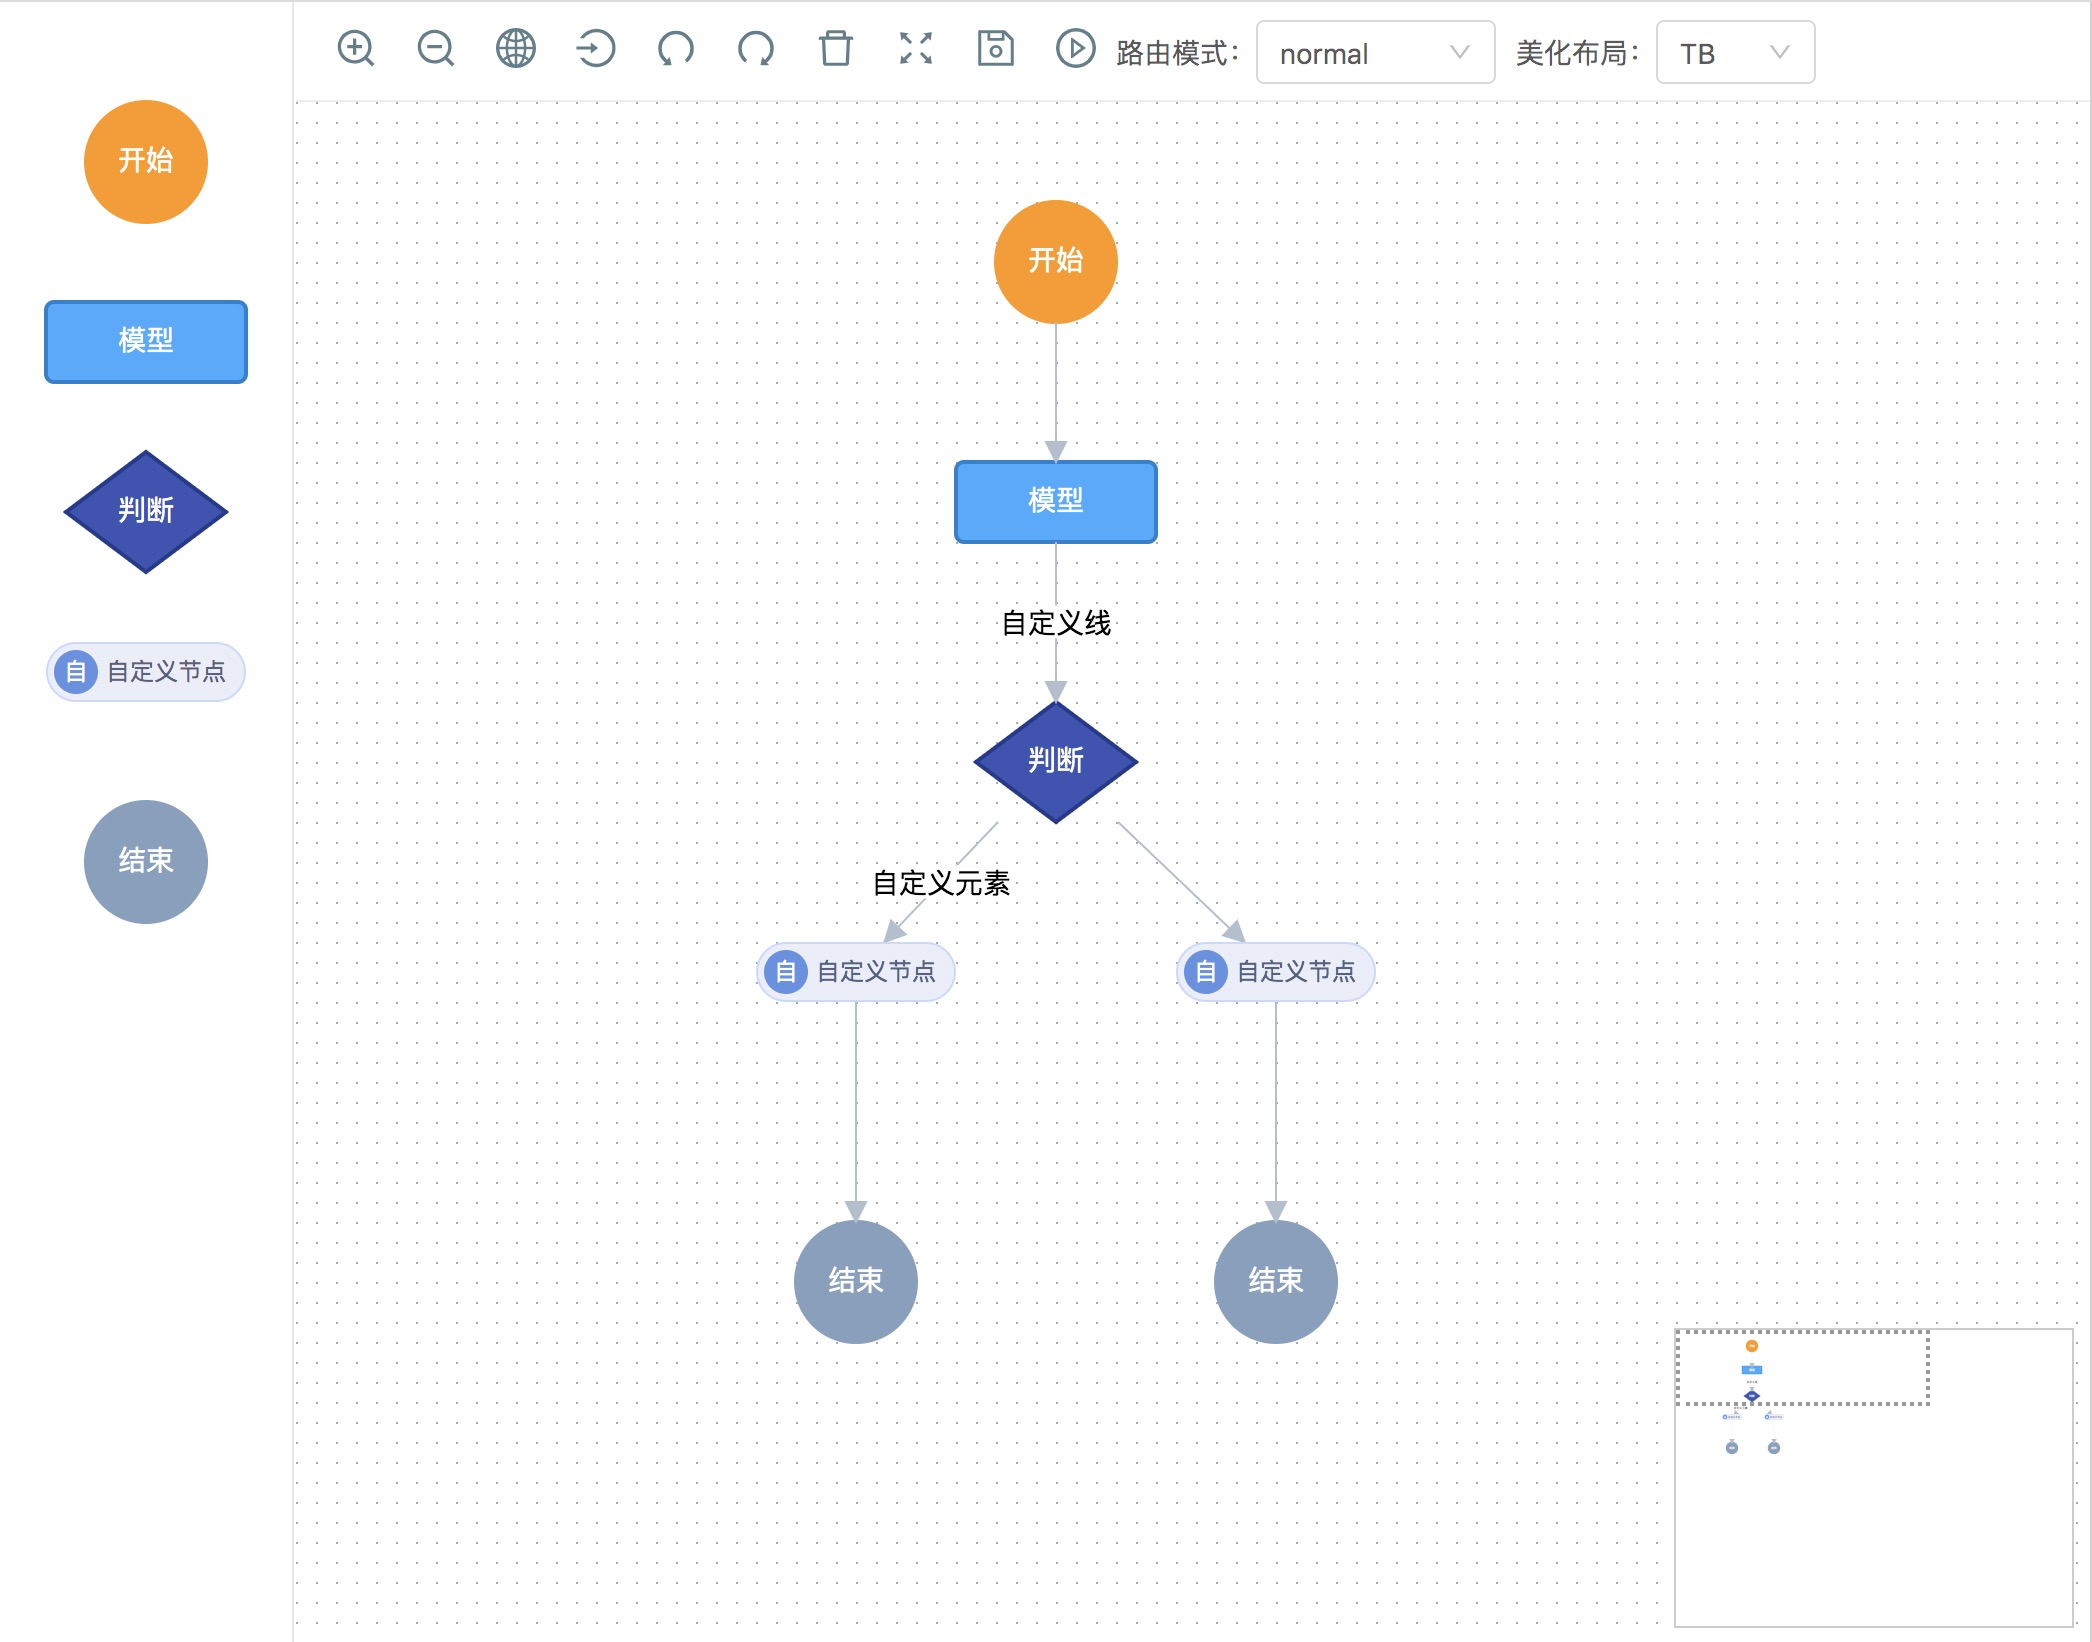 路由模式：
normal
美化布局：
TB
开始
模型
判断
自 自定义节点
结束
开始
模型
自定义线
判断
自定义元素
自 自定义节点
自 自定义节点
结束
结束